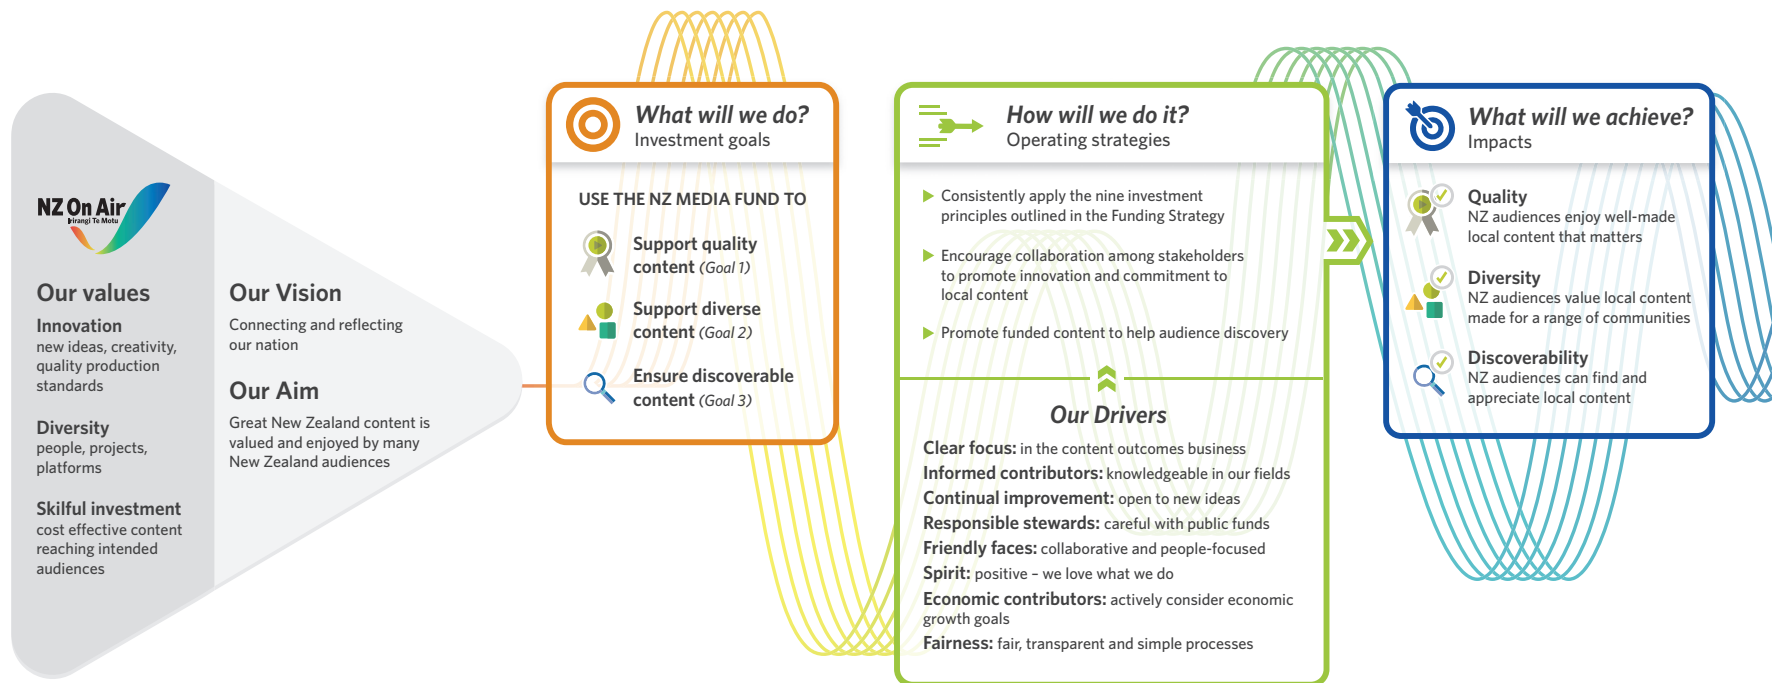 NZ On Air
Irirangi Te Motu
Our values
Innovation
new ideas, creativity,
quality production
standards
Diversity
people, projects,
platforms
Skilful investment
cost effective content
reaching intended
audiences
Our Vision
Connecting and reflecting
our nation
Our Aim
Great New Zealand content is
valued and enjoyed by many
New Zealand audiences
What will we do?
Investment goals
USE THE NZ MEDIA FUND TO
Support quality
content (Goal 1)
Support diverse
content (Goal 2)
Ensure discoverable
content (Goal 3)
How will we do it?
Operating strategies
Consistently apply the nine investment
principles outlined in the Funding Strategy
Encourage collaboration among stakeholders
to promote innovation and commitment to
local content
Promote funded content to help audience discovery
Our Drivers
Clear focus: in the content outcomes business
Informed contributors: knowledgeable in our fields
Continual improvement: open to new ideas
Responsible stewards: careful with public funds
Friendly faces: collaborative and people-focused
Spirit: positive – we love what we do
Economic contributors: actively consider economic
growth goals
Fairness: fair, transparent and simple processes
What will we achieve?
Impacts
Quality
NZ audiences enjoy well-made
local content that matters
Diversity
NZ audiences value local content
made for a range of communities
Discoverability
NZ audiences can find and
appreciate local content